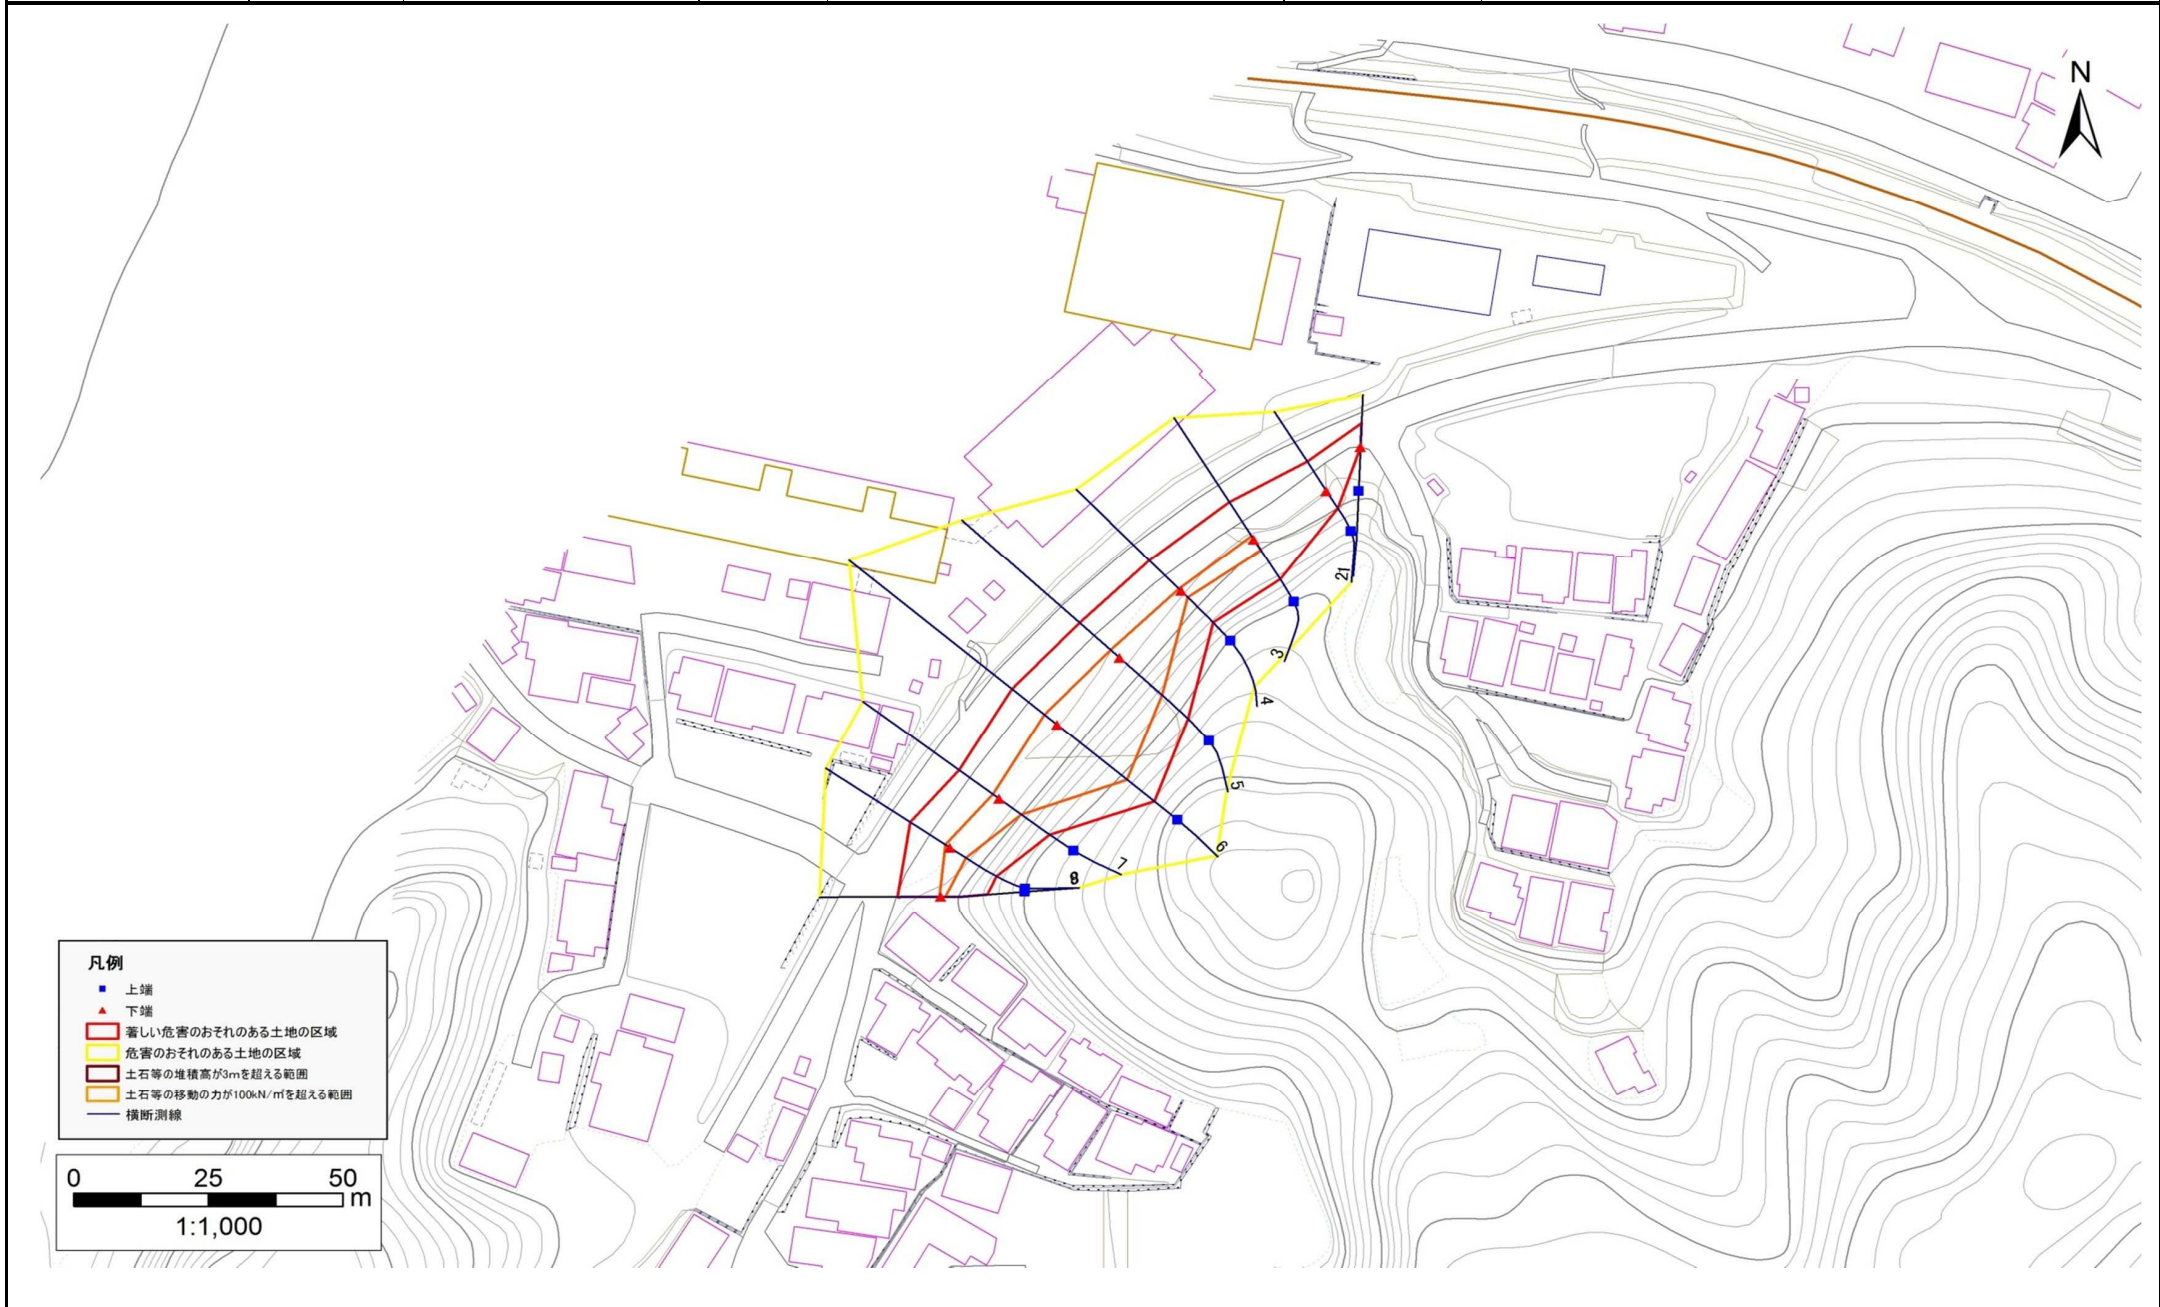 N
21
3
4
5
6
7
8
凡例
上端
下端
著しい危害のおそれのある土地の区域
危害のおそれのある土地の区域
土石等の堆積高が3mを超える範囲
土石等の移動の力が100kN/㎡を超える範囲
横断測線
0 25 50
m
1:1,000